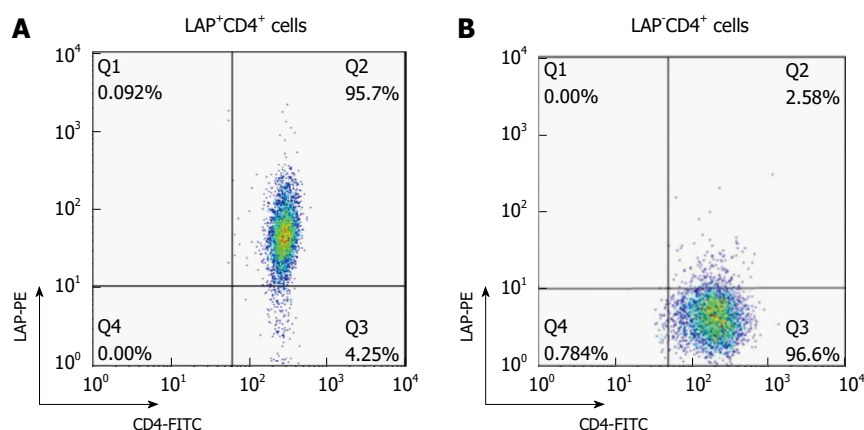 A
LAP⁺CD4⁺ cells
10⁴
10³
10²
10¹
10⁰
Q1
0.092%
Q2
95.7%
Q4
0.00%
Q3
4.25%
10⁰ 10¹ 10² 10³ 10⁴
LAP-PE
CD4-FITC
B
LAP⁻CD4⁺ cells
10⁴
10³
10²
10¹
10⁰
Q1
0.00%
Q2
2.58%
Q4
0.784%
Q3
96.6%
10⁰ 10¹ 10² 10³ 10⁴
LAP-PE
CD4-FITC